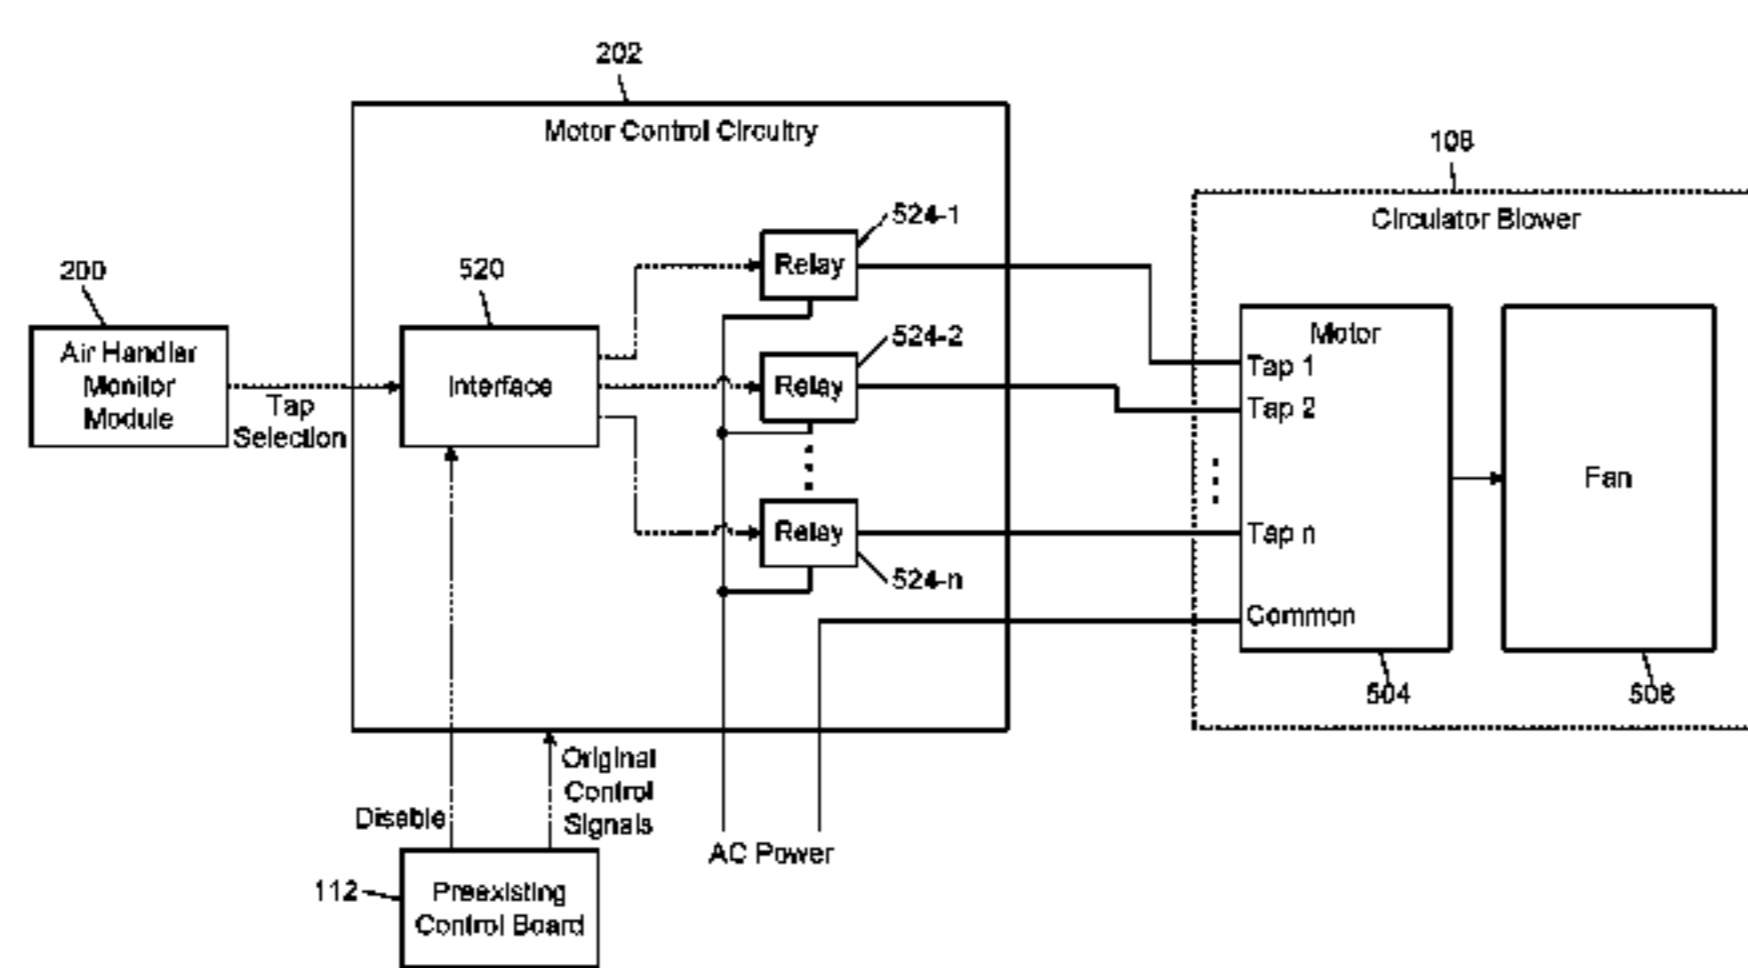 202
Motor Control Circuitry
108
Circulator Blower
524-1
Relay
200
520
524-2
Air Handler
Monitor
Module
Tap
Selection
Interface
Relay
Motor
Tap 1
Tap 2
Fan
Relay
Tap n
524-n
Common
504
508
Original
Control
Signals
Disable
AC Power
112
Preexisting
Control Board